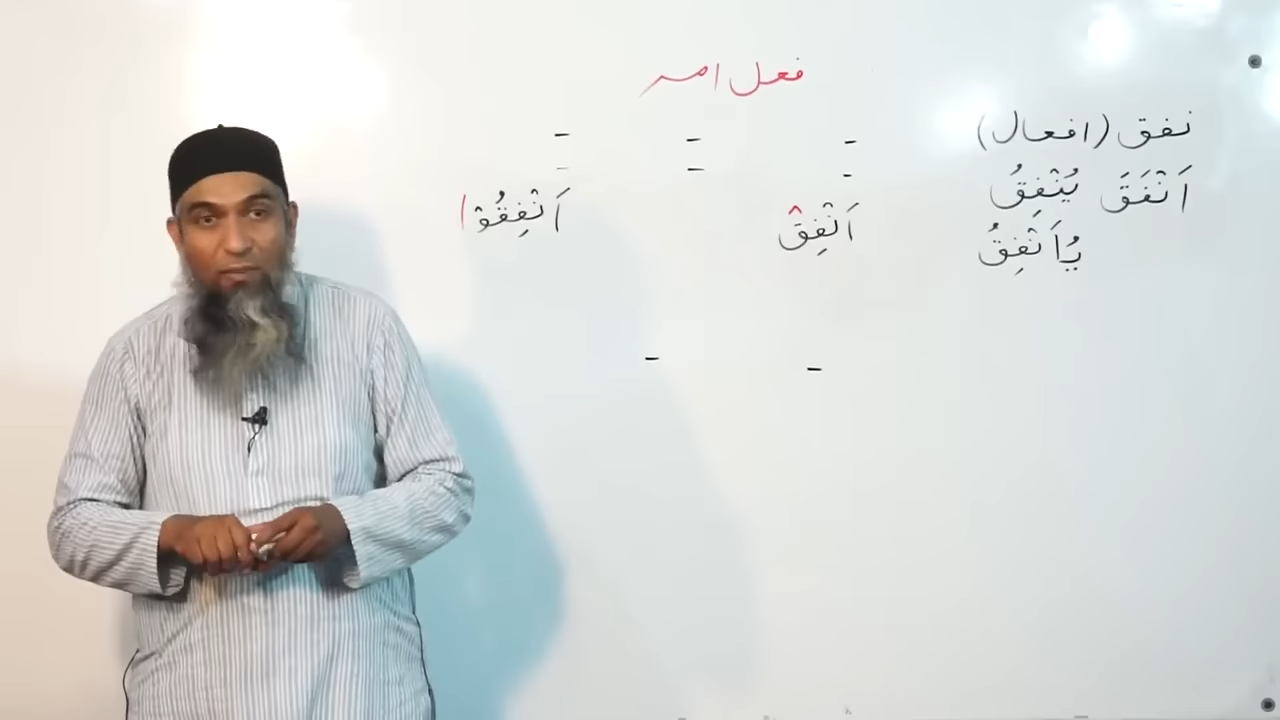 فعل امر
نفق (افعال)
اَنْفَقَ يُنْفِقُ
يُاَنْفِقُ
اَنْفِقْ اَنْفِقُوْا